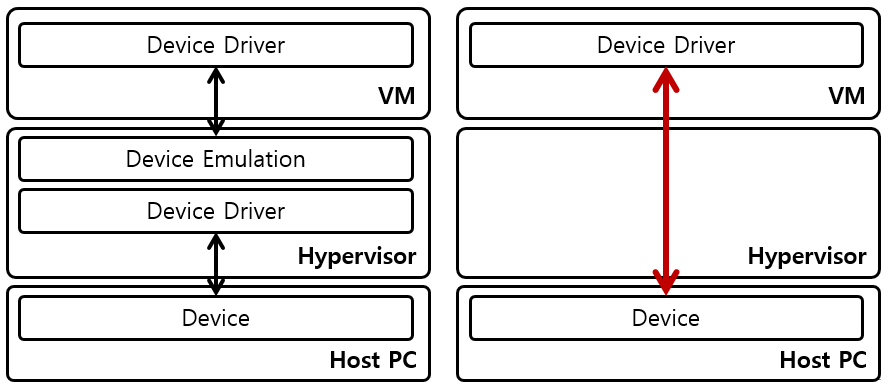 Device Driver
VM
Device Emulation
Device Driver
Hypervisor
Device
Host PC
Device Driver
VM
Hypervisor
Device
Host PC